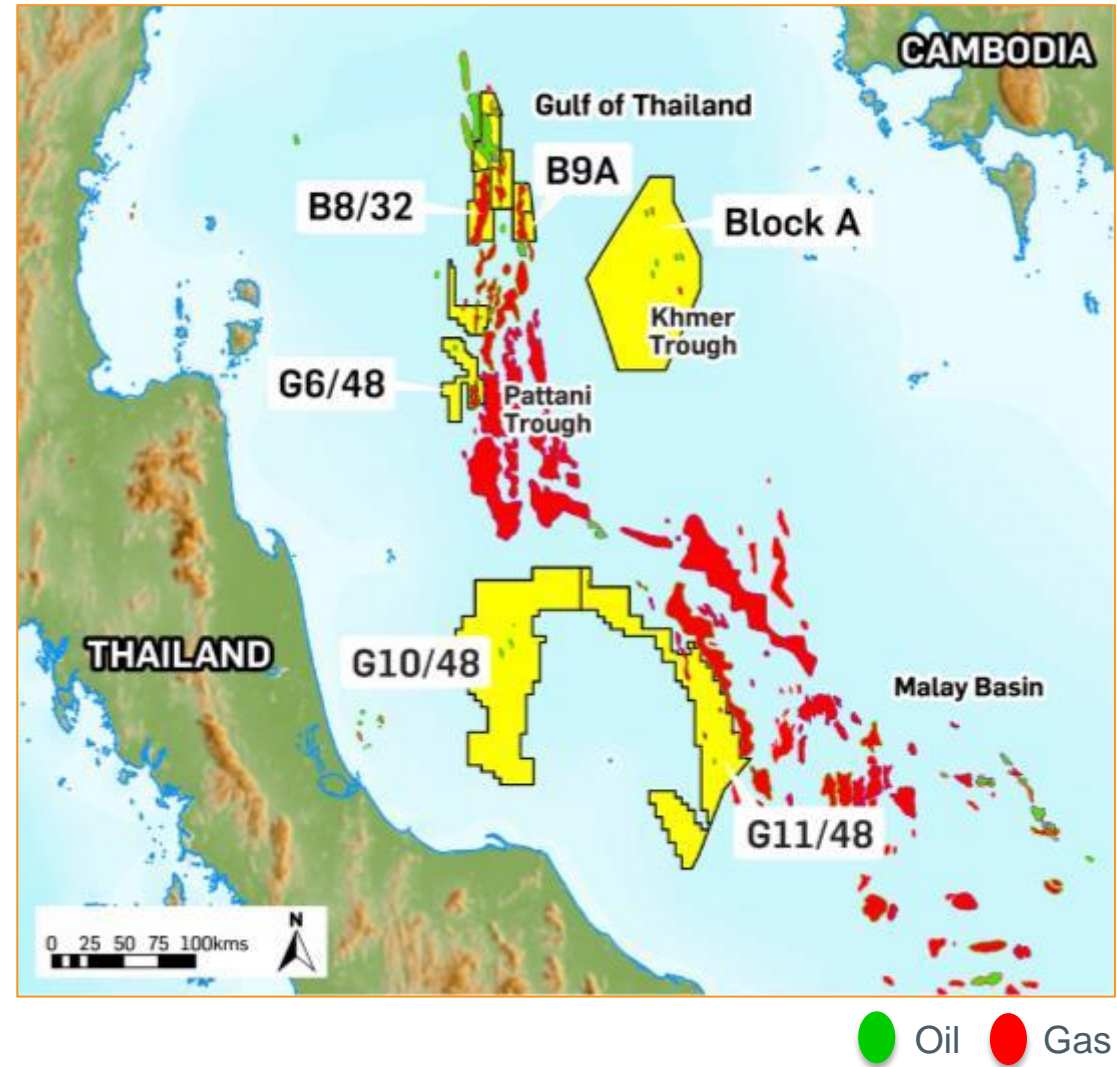 CAMBODIA
Gulf of Thailand
B9A
B8/32
Block A
Khmer
Trough
G6/48
Pattani
Trough
THAILAND
G10/48
Malay Basin
G11/48
N
0 25 50 75 100kms
Oil Gas